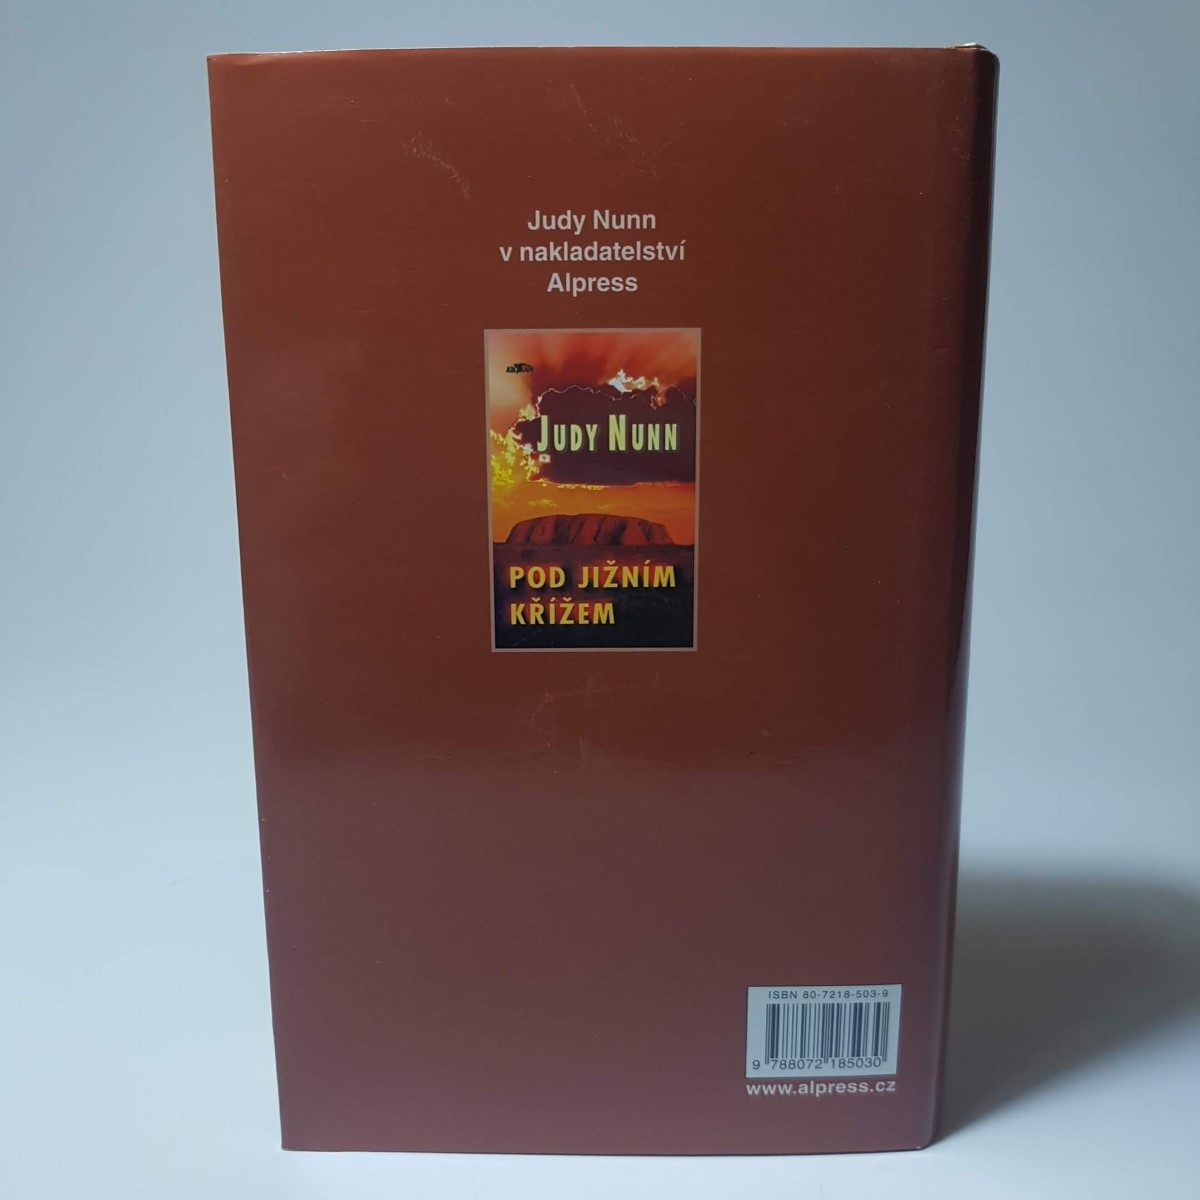 Judy Nunn
v nakladatelství
Alpress
JUDY NUNN
POD JIŽNÍM
KŘÍŽEM
ISBN 80-7218-503-9
9 788072 185030
www.alpress.cz